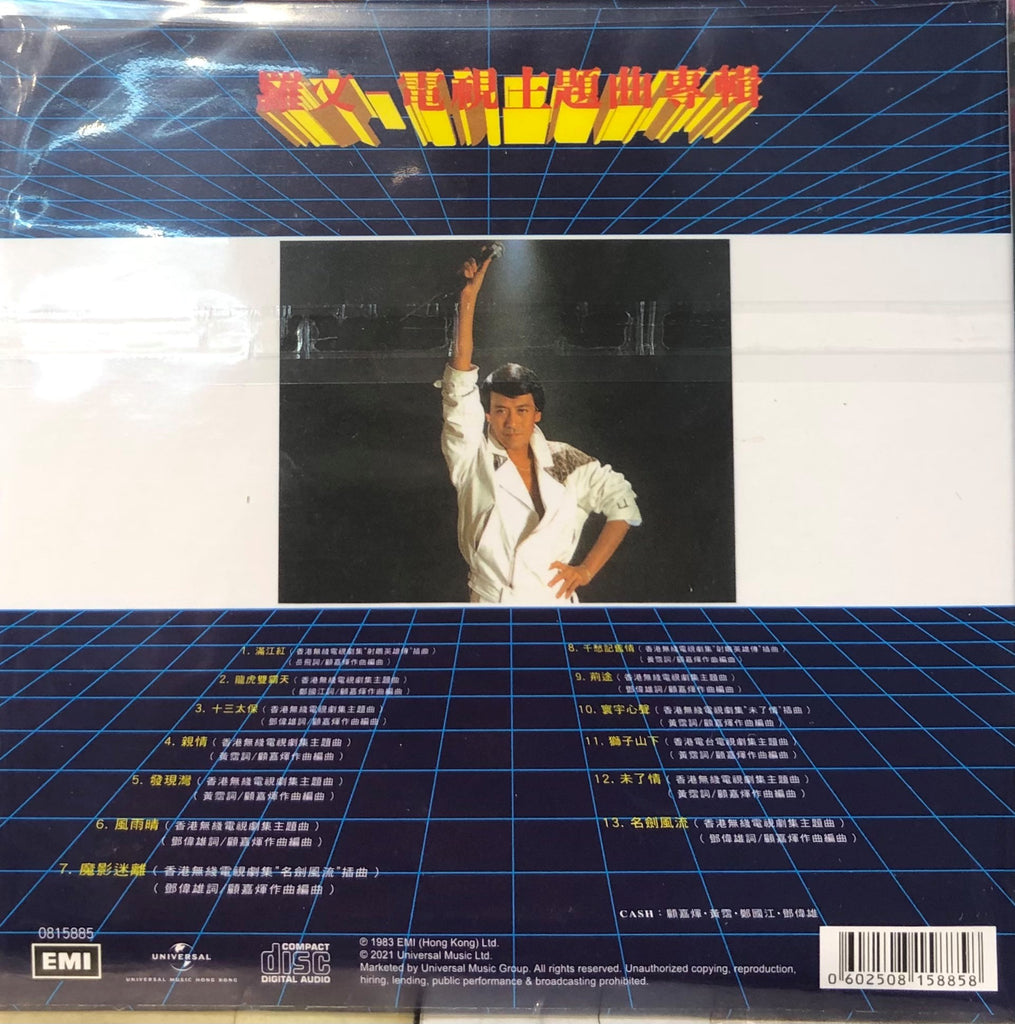 羅文-電視主題曲專輯
1. 滿江紅 ( 香港無綫電視劇集"射鵰英雄傳"插曲 )
( 岳飛詞/顧嘉煇作曲編曲 )
2. 龍虎雙霸天 ( 香港無綫電視劇集主題曲 )
( 鄭國江詞/顧嘉煇作曲編曲 )
3. 十三太保 ( 香港無綫電視劇集主題曲 )
( 鄧偉雄詞/顧嘉煇作曲編曲 )
4. 親情 ( 香港無綫電視劇集主題曲 )
( 黃霑詞/顧嘉煇作曲編曲 )
5. 發現灣 ( 香港無綫電視劇集主題曲 )
( 黃霑詞/顧嘉煇作曲編曲 )
6. 風雨晴 ( 香港無綫電視劇集主題曲 )
( 鄧偉雄詞/顧嘉煇作曲編曲 )
7. 魔影迷離 ( 香港無綫電視劇集"名劍風流"插曲 )
( 鄧偉雄詞/顧嘉煇作曲編曲 )
8. 千愁記舊情 ( 香港無綫電視劇集"射鵰英雄傳"插曲 )
( 黃霑詞/顧嘉煇作曲編曲 )
9. 荊途 ( 香港無綫電視劇集主題曲 )
( 鄧偉雄詞/顧嘉煇作曲編曲 )
10. 寰宇心聲 ( 香港無綫電視劇集"未了情"插曲 )
( 黃霑詞/顧嘉煇作曲編曲 )
11. 獅子山下 ( 香港電台電視劇集主題曲 )
( 黃霑詞/顧嘉煇作曲編曲 )
12. 未了情 ( 香港無綫電視劇集主題曲 )
( 黃霑詞/顧嘉煇作曲編曲 )
13. 名劍風流 ( 香港無綫電視劇集主題曲 )
( 鄧偉雄詞/顧嘉煇作曲編曲 )
CASH : 顧嘉煇・黃霑・鄭國江・鄧偉雄
0815885
EMI
UNIVERSAL
UNIVERSAL MUSIC HONG KONG
COMPACT
disc
DIGITAL AUDIO
℗ 1983 EMI (Hong Kong) Ltd.
© 2021 Universal Music Ltd.
Marketed by Universal Music Group. All rights reserved. Unauthorized copying, reproduction,
hiring, lending, public performance & broadcasting prohibited.
0 602508 158858